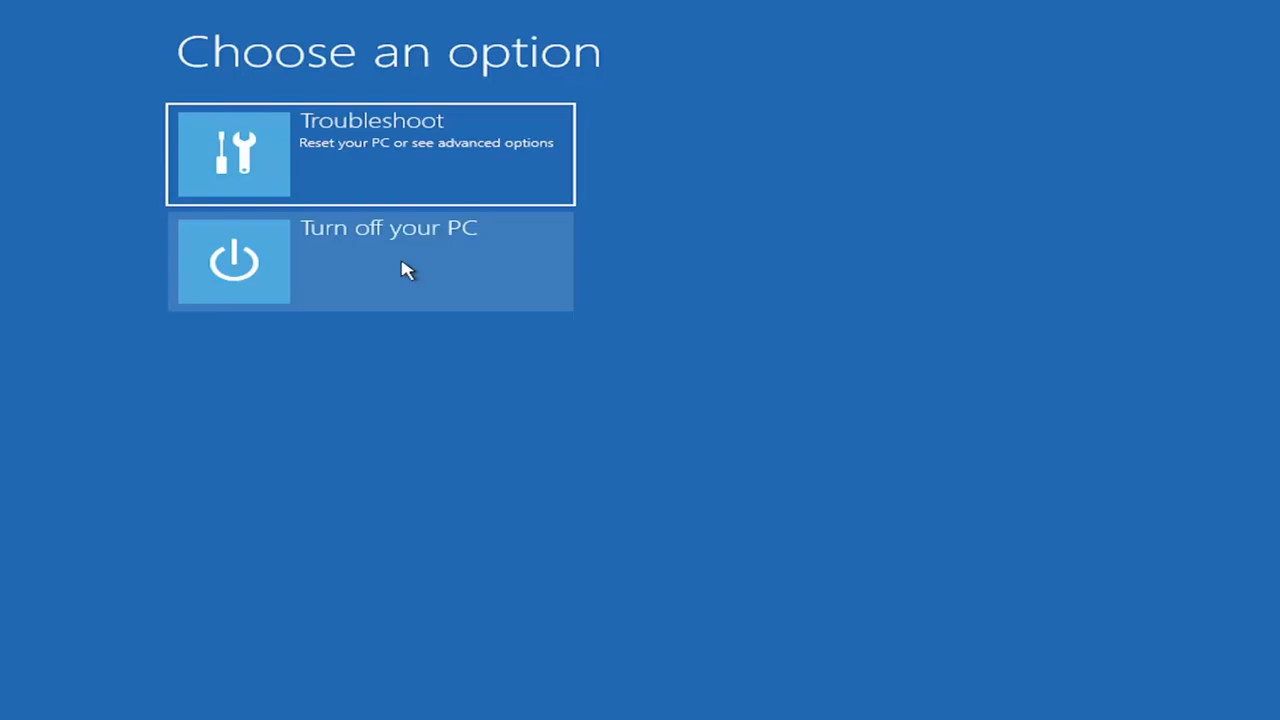 Choose an option
Troubleshoot
Reset your PC or see advanced options
Turn off your PC